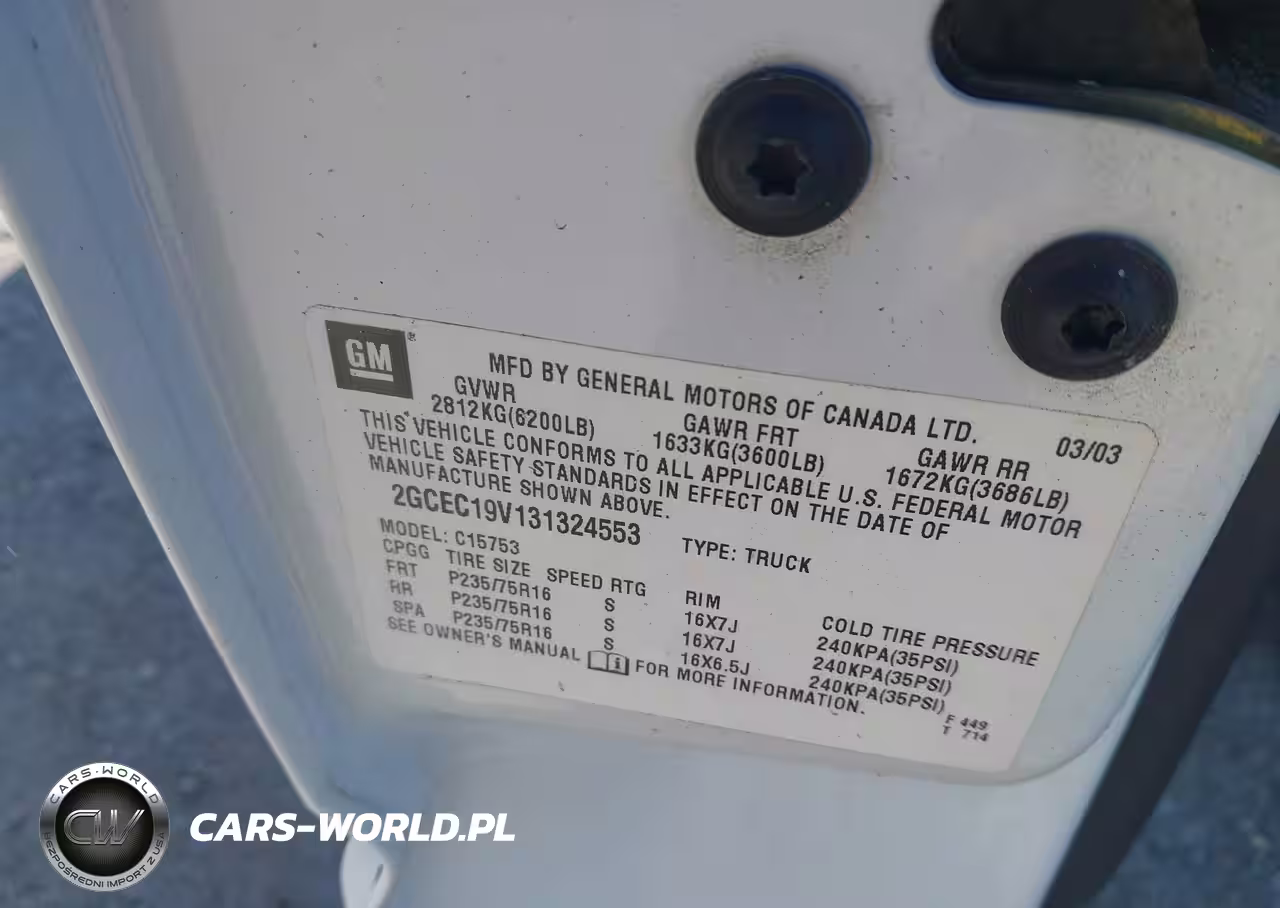 GM ®
MFD BY GENERAL MOTORS OF CANADA LTD.
03/03
GVWR GAWR FRT GAWR RR
2812KG(6200LB) 1633KG(3600LB) 1672KG(3686LB)
THIS VEHICLE CONFORMS TO ALL APPLICABLE U.S. FEDERAL MOTOR
VEHICLE SAFETY STANDARDS IN EFFECT ON THE DATE OF
MANUFACTURE SHOWN ABOVE.
2GCEC19V131324553 TYPE: TRUCK
MODEL: C15753
CPGG TIRE SIZE SPEED RTG RIM COLD TIRE PRESSURE
FRT P235/75R16 S 16X7J 240KPA(35PSI)
RR P235/75R16 S 16X7J 240KPA(35PSI)
SPA P235/75R16 S 16X6.5J 240KPA(35PSI)
SEE OWNER'S MANUAL i FOR MORE INFORMATION.
F 449
T 714
CARS-WORLD
CW
BEZPOŚREDNI IMPORT Z USA
CARS-WORLD.PL